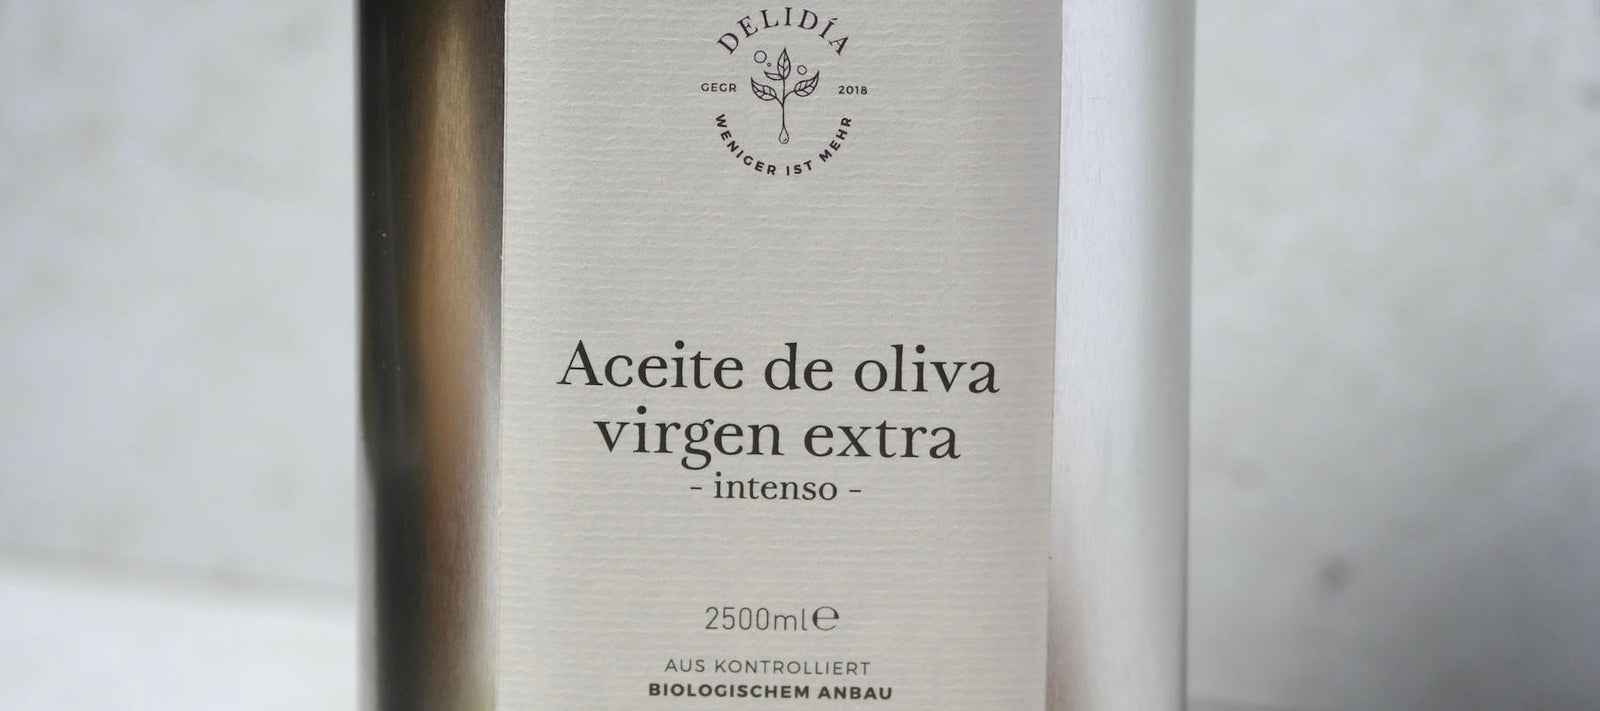 DELIDÍA
GEGR 2018
WENIGER IST MEHR
Aceite de oliva
virgen extra
- intenso -
2500ml℮
AUS KONTROLLIERT
BIOLOGISCHEM ANBAU